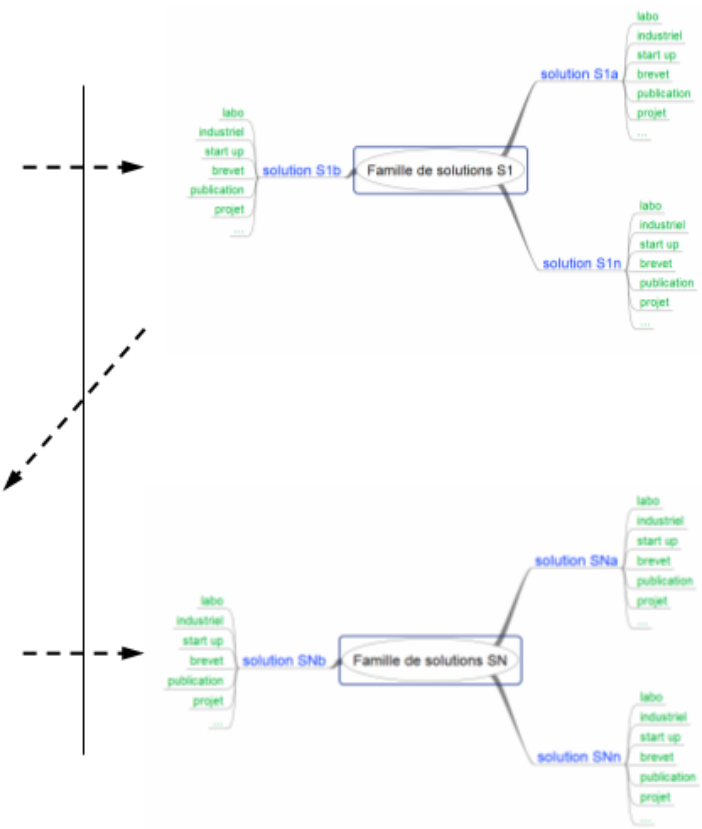 labo
industriel
start up
solution S1a
brevet
publication
projet
...
labo
industriel
start up
brevet
solution S1b
publication
projet
...
Famille de solutions S1
labo
industriel
start up
solution S1n
brevet
publication
projet
...
labo
industriel
start up
solution SNa
brevet
publication
projet
...
labo
industriel
start up
brevet
solution SNb
publication
projet
...
Famille de solutions SN
labo
industriel
start up
solution SNn
brevet
publication
projet
...